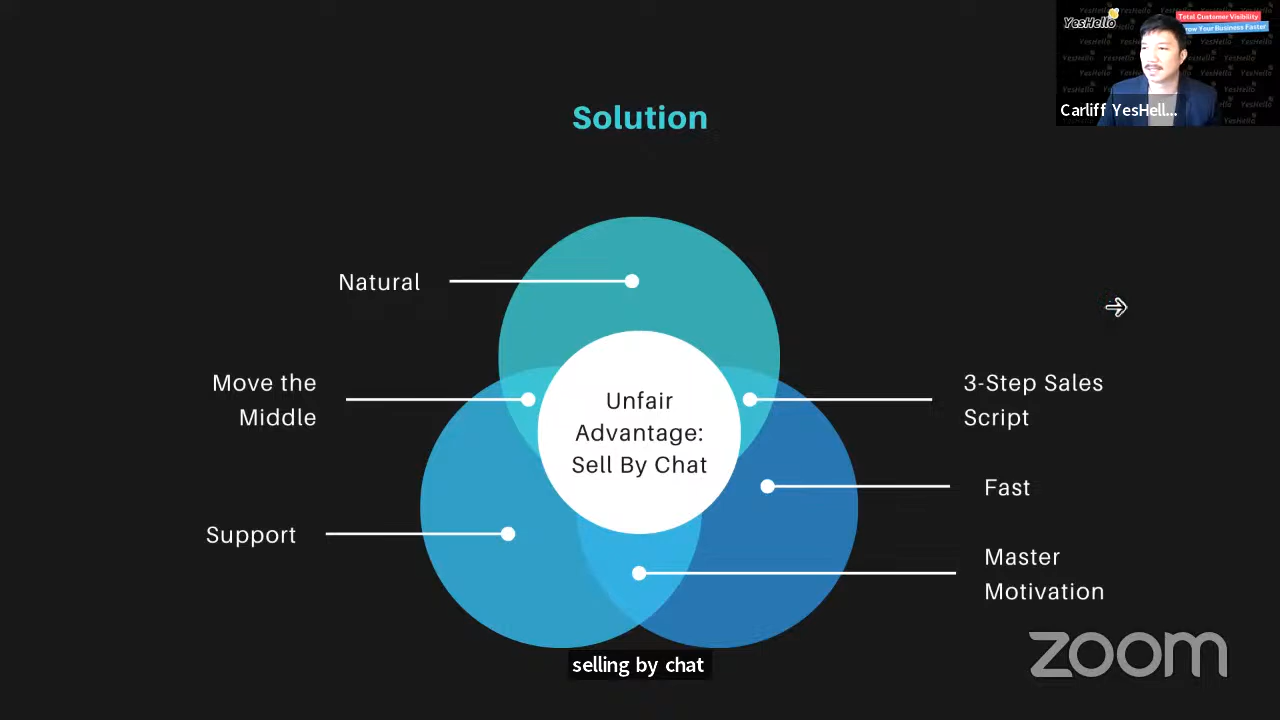 YesHello
Total Customer Visibility
Grow Your Business Faster
Carliff YesHell...
Solution
Natural
Move the
Middle
Support
Unfair
Advantage:
Sell By Chat
3-Step Sales
Script
Fast
Master
Motivation
selling by chat
zoom